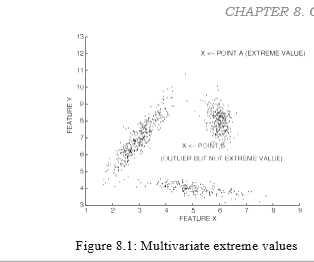 CHAPTER 8.
13
12
11
10
9
8
7
6
5
4
3
FEATURE Y
X <- POINT A (EXTREME VALUE)
X <- POINT B
(OUTLIER BUT NOT EXTREME VALUE)
1 2 3 4 5 6 7 8 9
FEATURE X
Figure 8.1: Multivariate extreme values